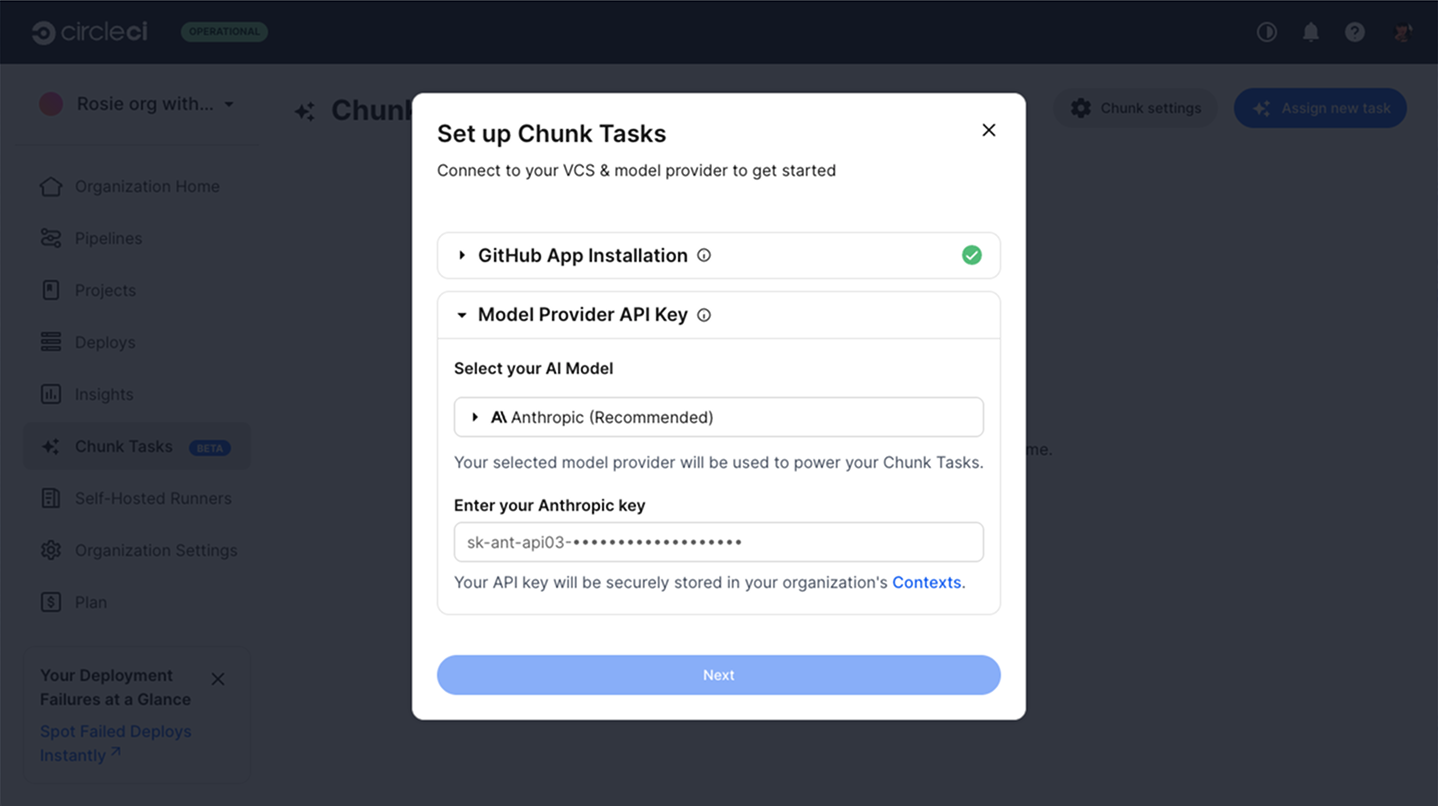 circleci
OPERATIONAL
Rosie org with...
Organization Home
Pipelines
Projects
Deploys
Insights
Chunk Tasks BETA
Self-Hosted Runners
Organization Settings
Plan
Your Deployment
Failures at a Glance
Spot Failed Deploys
Instantly
Chunk
Chunk settings
Assign new task
me.
Set up Chunk Tasks
Connect to your VCS & model provider to get started
GitHub App Installation
Model Provider API Key
Select your AI Model
Anthropic (Recommended)
Your selected model provider will be used to power your Chunk Tasks.
Enter your Anthropic key
sk-ant-api03-•••••••••••••••••••
Your API key will be securely stored in your organization's Contexts.
Next